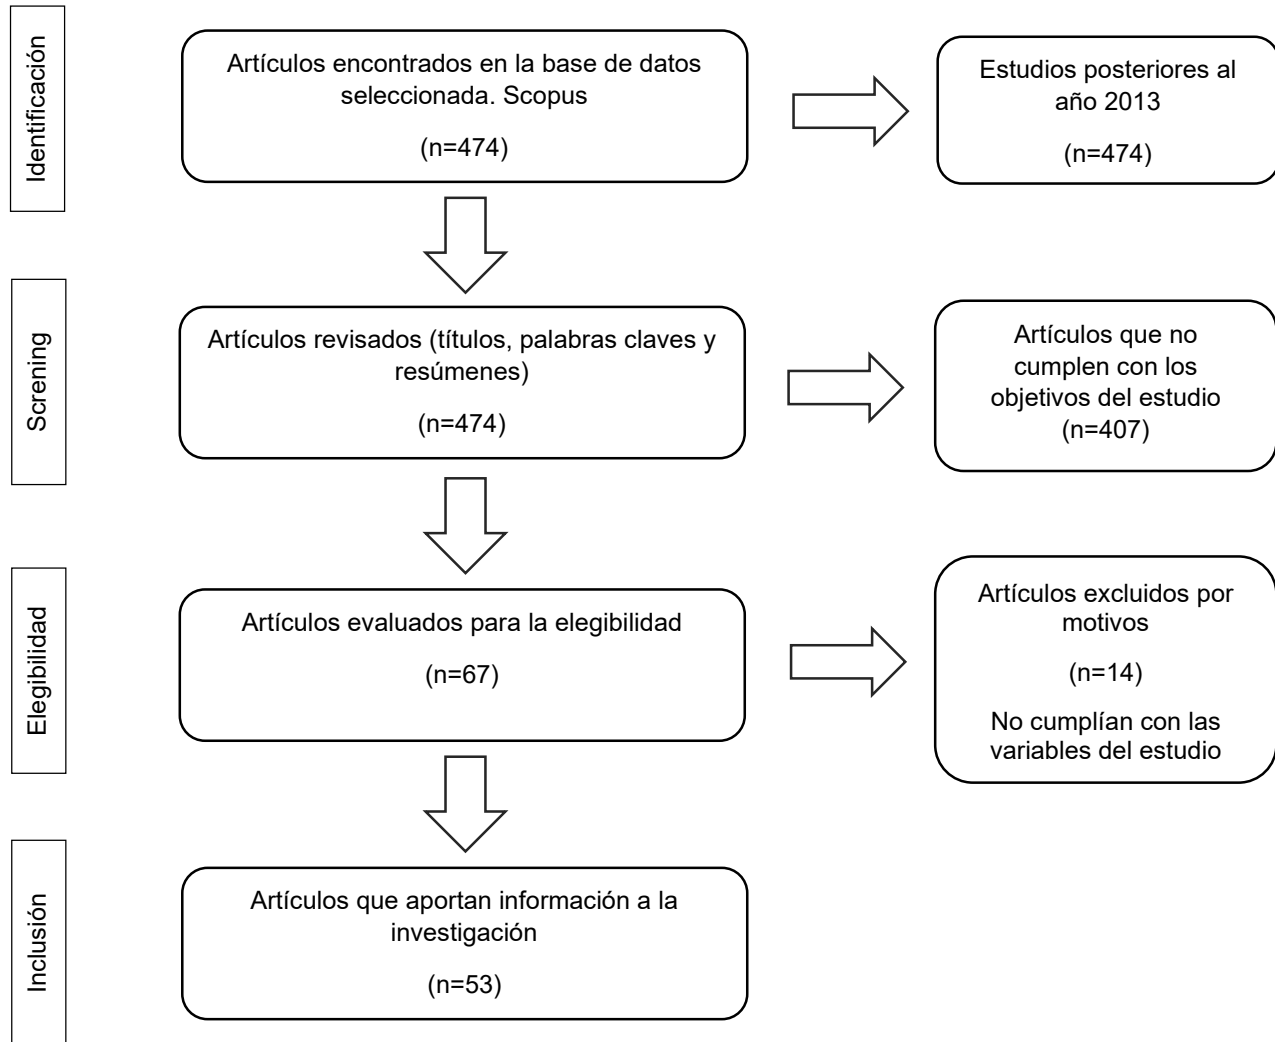 Identificación
Artículos encontrados en la base de datos
seleccionada. Scopus
(n=474)
Estudios posteriores al
año 2013
(n=474)
Screning
Artículos revisados (títulos, palabras claves y
resúmenes)
(n=474)
Artículos que no
cumplen con los
objetivos del estudio
(n=407)
Elegibilidad
Artículos evaluados para la elegibilidad
(n=67)
Artículos excluidos por
motivos
(n=14)
No cumplían con las
variables del estudio
Inclusión
Artículos que aportan información a la
investigación
(n=53)